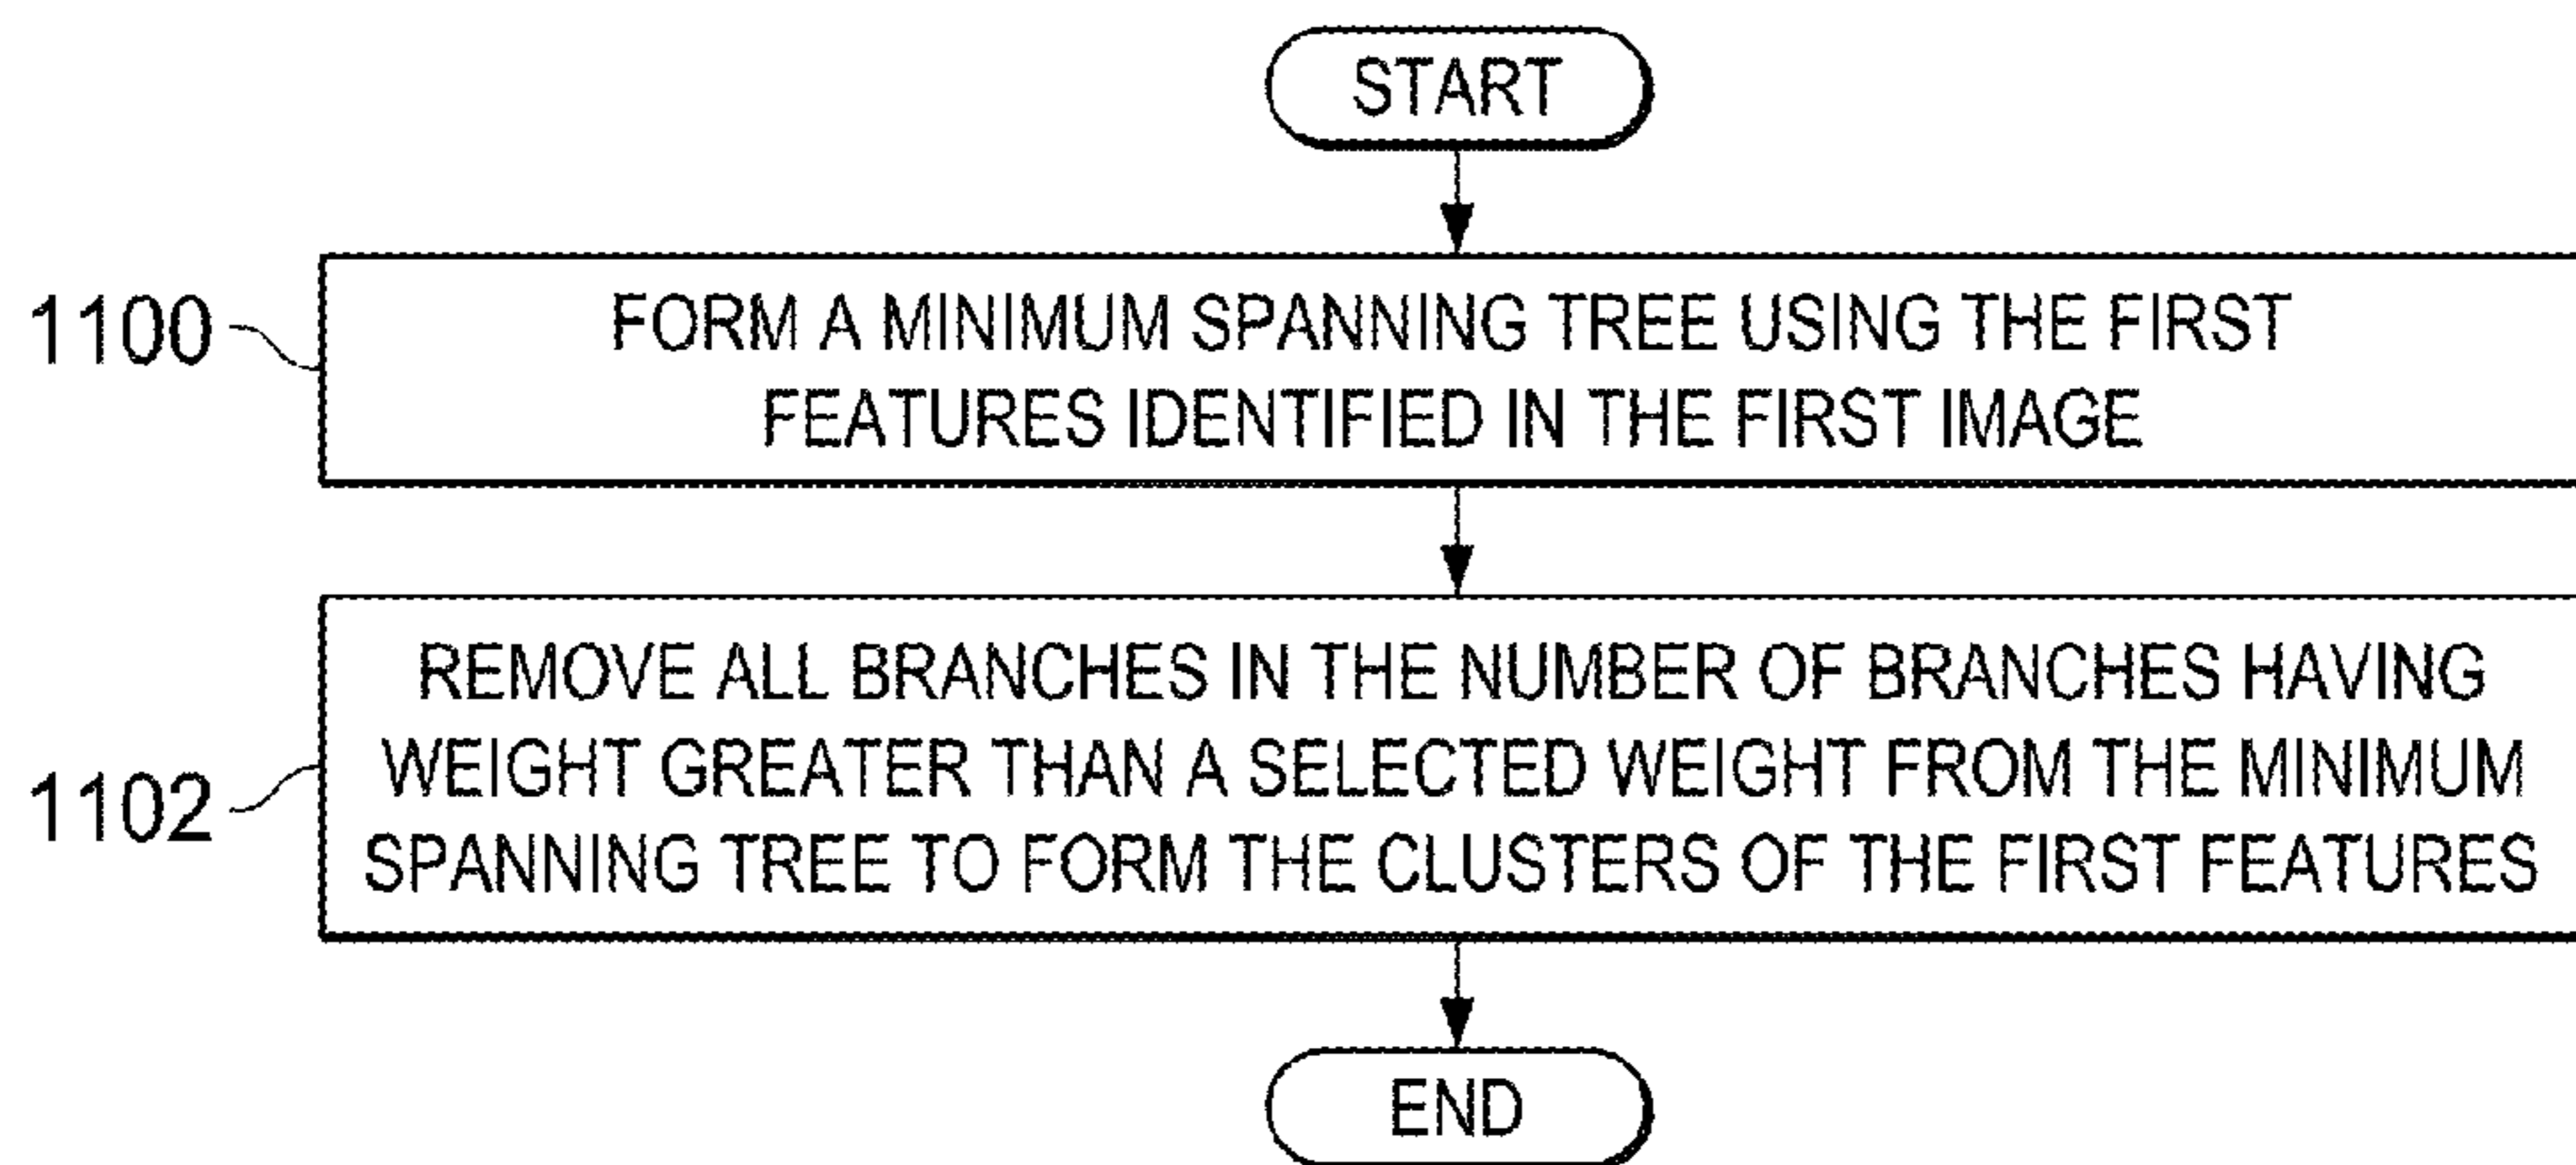 START
1100
FORM A MINIMUM SPANNING TREE USING THE FIRST
FEATURES IDENTIFIED IN THE FIRST IMAGE
1102
REMOVE ALL BRANCHES IN THE NUMBER OF BRANCHES HAVING
WEIGHT GREATER THAN A SELECTED WEIGHT FROM THE MINIMUM
SPANNING TREE TO FORM THE CLUSTERS OF THE FIRST FEATURES
END